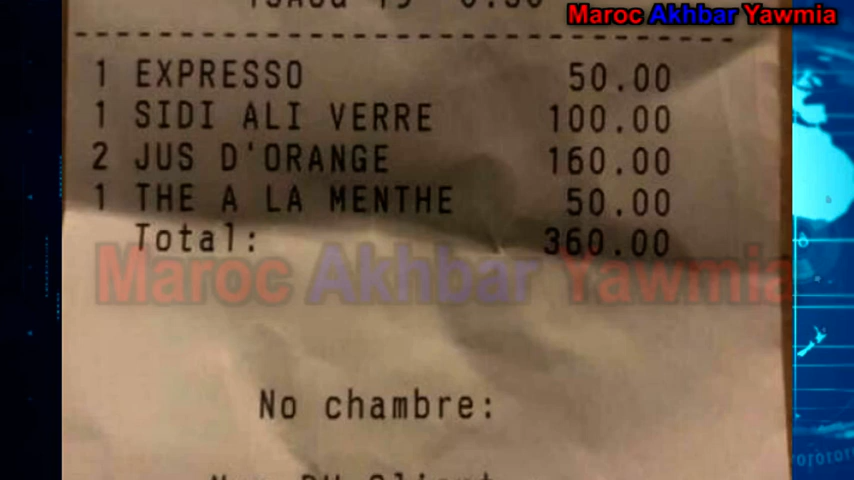 Maroc Akhbar Yawmia
1 EXPRESSO 50.00
1 SIDI ALI VERRE 100.00
2 JUS D'ORANGE 160.00
1 THE A LA MENTHE 50.00
Total: 360.00
Maroc Akhbar Yawmia
No chambre: